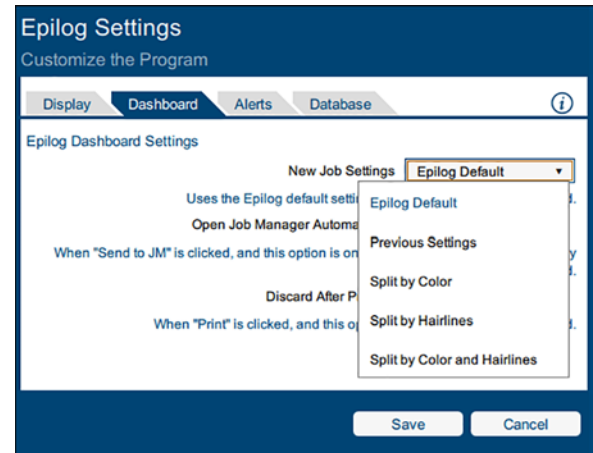 Epilog Settings
Customize the Program
Display Dashboard Alerts Database i
Epilog Dashboard Settings
New Job Settings Epilog Default
Uses the Epilog default d.
Epilog Default
Open Job Manager
Previous Settings
When "Send to JM" is clicked, and this option is on y
d.
Split by Color
Discard After
When "Print" is clicked, and this d.
Split by Hairlines
Split by Color and Hairlines
Save Cancel